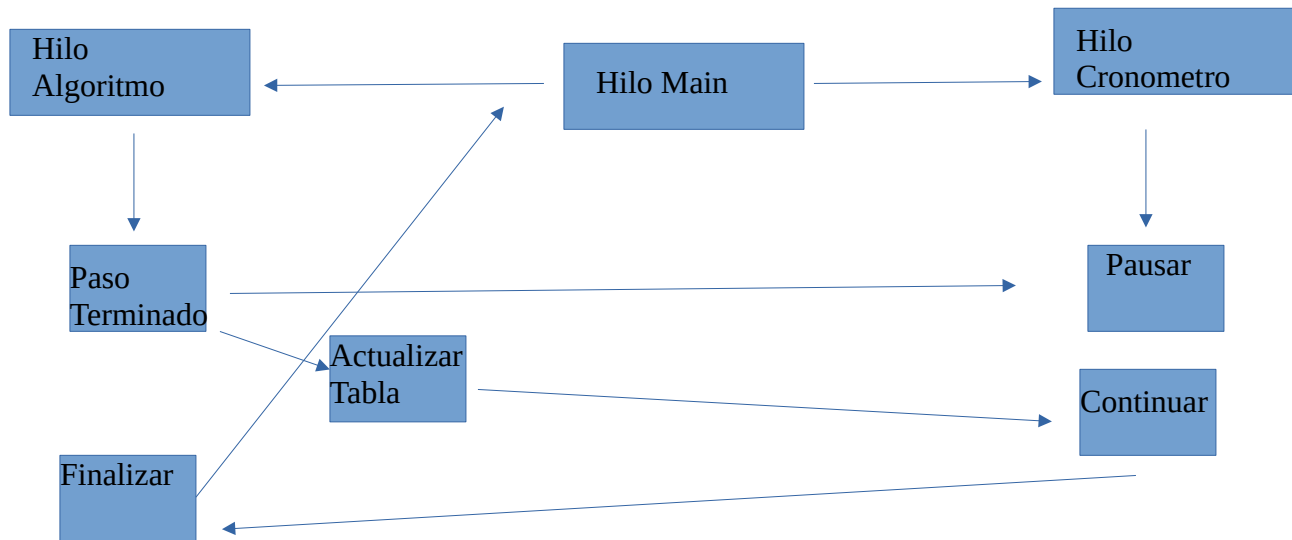 Hilo
Algoritmo
Hilo Main
Hilo
Cronometro
Paso
Terminado
Pausar
Actualizar
Tabla
Continuar
Finalizar